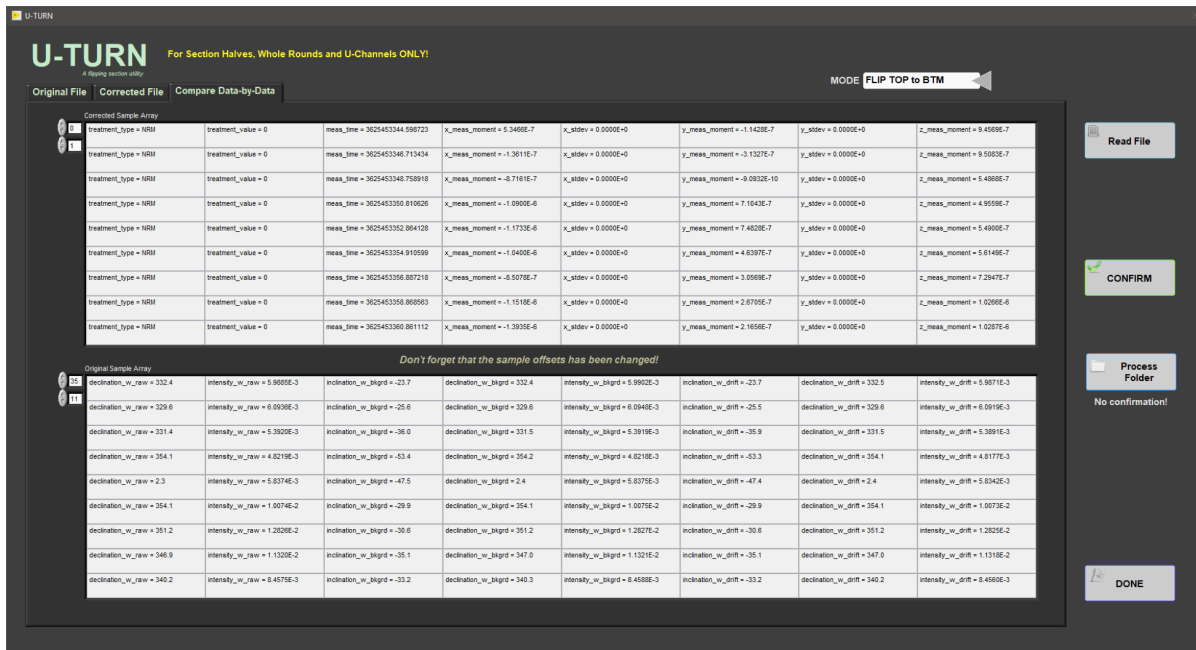 U-TURN
U-TURN
A flipping section utility
For Section Halves, Whole Rounds and U-Channels ONLY!
MODE FLIP TOP to BTM
Original File Corrected File Compare Data-by-Data
Corrected Sample Array
0
1
treatment_type = NRM treatment_value = 0 meas_time = 3625453344.598723 x_meas_moment = 5.3466E-7 x_stdev = 0.0000E+0 y_meas_moment = -1.1428E-7 y_stdev = 0.0000E+0 z_meas_moment = 9.4569E-7
treatment_type = NRM treatment_value = 0 meas_time = 3625453346.713434 x_meas_moment = -1.3611E-7 x_stdev = 0.0000E+0 y_meas_moment = -3.1327E-7 y_stdev = 0.0000E+0 z_meas_moment = 9.5083E-7
treatment_type = NRM treatment_value = 0 meas_time = 3625453348.758918 x_meas_moment = -8.7161E-7 x_stdev = 0.0000E+0 y_meas_moment = -9.0932E-10 y_stdev = 0.0000E+0 z_meas_moment = 5.4868E-7
treatment_type = NRM treatment_value = 0 meas_time = 3625453350.810626 x_meas_moment = -1.0900E-6 x_stdev = 0.0000E+0 y_meas_moment = 7.1043E-7 y_stdev = 0.0000E+0 z_meas_moment = 4.9559E-7
treatment_type = NRM treatment_value = 0 meas_time = 3625453352.864128 x_meas_moment = -1.1733E-6 x_stdev = 0.0000E+0 y_meas_moment = 7.4828E-7 y_stdev = 0.0000E+0 z_meas_moment = 5.4900E-7
treatment_type = NRM treatment_value = 0 meas_time = 3625453354.910599 x_meas_moment = -1.0400E-6 x_stdev = 0.0000E+0 y_meas_moment = 4.6397E-7 y_stdev = 0.0000E+0 z_meas_moment = 5.6149E-7
treatment_type = NRM treatment_value = 0 meas_time = 3625453356.887218 x_meas_moment = -8.5078E-7 x_stdev = 0.0000E+0 y_meas_moment = 3.0569E-7 y_stdev = 0.0000E+0 z_meas_moment = 7.2947E-7
treatment_type = NRM treatment_value = 0 meas_time = 3625453358.868563 x_meas_moment = -1.1518E-6 x_stdev = 0.0000E+0 y_meas_moment = 2.6705E-7 y_stdev = 0.0000E+0 z_meas_moment = 1.0266E-6
treatment_type = NRM treatment_value = 0 meas_time = 3625453360.861112 x_meas_moment = -1.3935E-6 x_stdev = 0.0000E+0 y_meas_moment = 2.1656E-7 y_stdev = 0.0000E+0 z_meas_moment = 1.0287E-6
Don't forget that the sample offsets has been changed!
Original Sample Array
35
11
declination_w_raw = 332.4 intensity_w_raw = 5.9885E-3 inclination_w_bkgrd = -23.7 declination_w_bkgrd = 332.4 intensity_w_bkgrd = 5.9902E-3 inclination_w_drift = -23.7 declination_w_drift = 332.5 intensity_w_drift = 5.9871E-3
declination_w_raw = 329.6 intensity_w_raw = 6.0936E-3 inclination_w_bkgrd = -25.6 declination_w_bkgrd = 329.6 intensity_w_bkgrd = 6.0948E-3 inclination_w_drift = -25.5 declination_w_drift = 329.6 intensity_w_drift = 6.0919E-3
declination_w_raw = 331.4 intensity_w_raw = 5.3920E-3 inclination_w_bkgrd = -36.0 declination_w_bkgrd = 331.5 intensity_w_bkgrd = 5.3919E-3 inclination_w_drift = -35.9 declination_w_drift = 331.5 intensity_w_drift = 5.3891E-3
declination_w_raw = 354.1 intensity_w_raw = 4.8219E-3 inclination_w_bkgrd = -53.4 declination_w_bkgrd = 354.2 intensity_w_bkgrd = 4.8218E-3 inclination_w_drift = -53.3 declination_w_drift = 354.1 intensity_w_drift = 4.8177E-3
declination_w_raw = 2.3 intensity_w_raw = 5.8374E-3 inclination_w_bkgrd = -47.5 declination_w_bkgrd = 2.4 intensity_w_bkgrd = 5.8375E-3 inclination_w_drift = -47.4 declination_w_drift = 2.4 intensity_w_drift = 5.8342E-3
declination_w_raw = 354.1 intensity_w_raw = 1.0074E-2 inclination_w_bkgrd = -29.9 declination_w_bkgrd = 354.1 intensity_w_bkgrd = 1.0075E-2 inclination_w_drift = -29.9 declination_w_drift = 354.1 intensity_w_drift = 1.0073E-2
declination_w_raw = 351.2 intensity_w_raw = 1.2826E-2 inclination_w_bkgrd = -30.6 declination_w_bkgrd = 351.2 intensity_w_bkgrd = 1.2827E-2 inclination_w_drift = -30.6 declination_w_drift = 351.2 intensity_w_drift = 1.2825E-2
declination_w_raw = 346.9 intensity_w_raw = 1.1320E-2 inclination_w_bkgrd = -35.1 declination_w_bkgrd = 347.0 intensity_w_bkgrd = 1.1321E-2 inclination_w_drift = -35.1 declination_w_drift = 347.0 intensity_w_drift = 1.1318E-2
declination_w_raw = 340.2 intensity_w_raw = 8.4575E-3 inclination_w_bkgrd = -33.2 declination_w_bkgrd = 340.3 intensity_w_bkgrd = 8.4588E-3 inclination_w_drift = -33.2 declination_w_drift = 340.2 intensity_w_drift = 8.4560E-3
Read File
CONFIRM
Process
Folder
No confirmation!
DONE